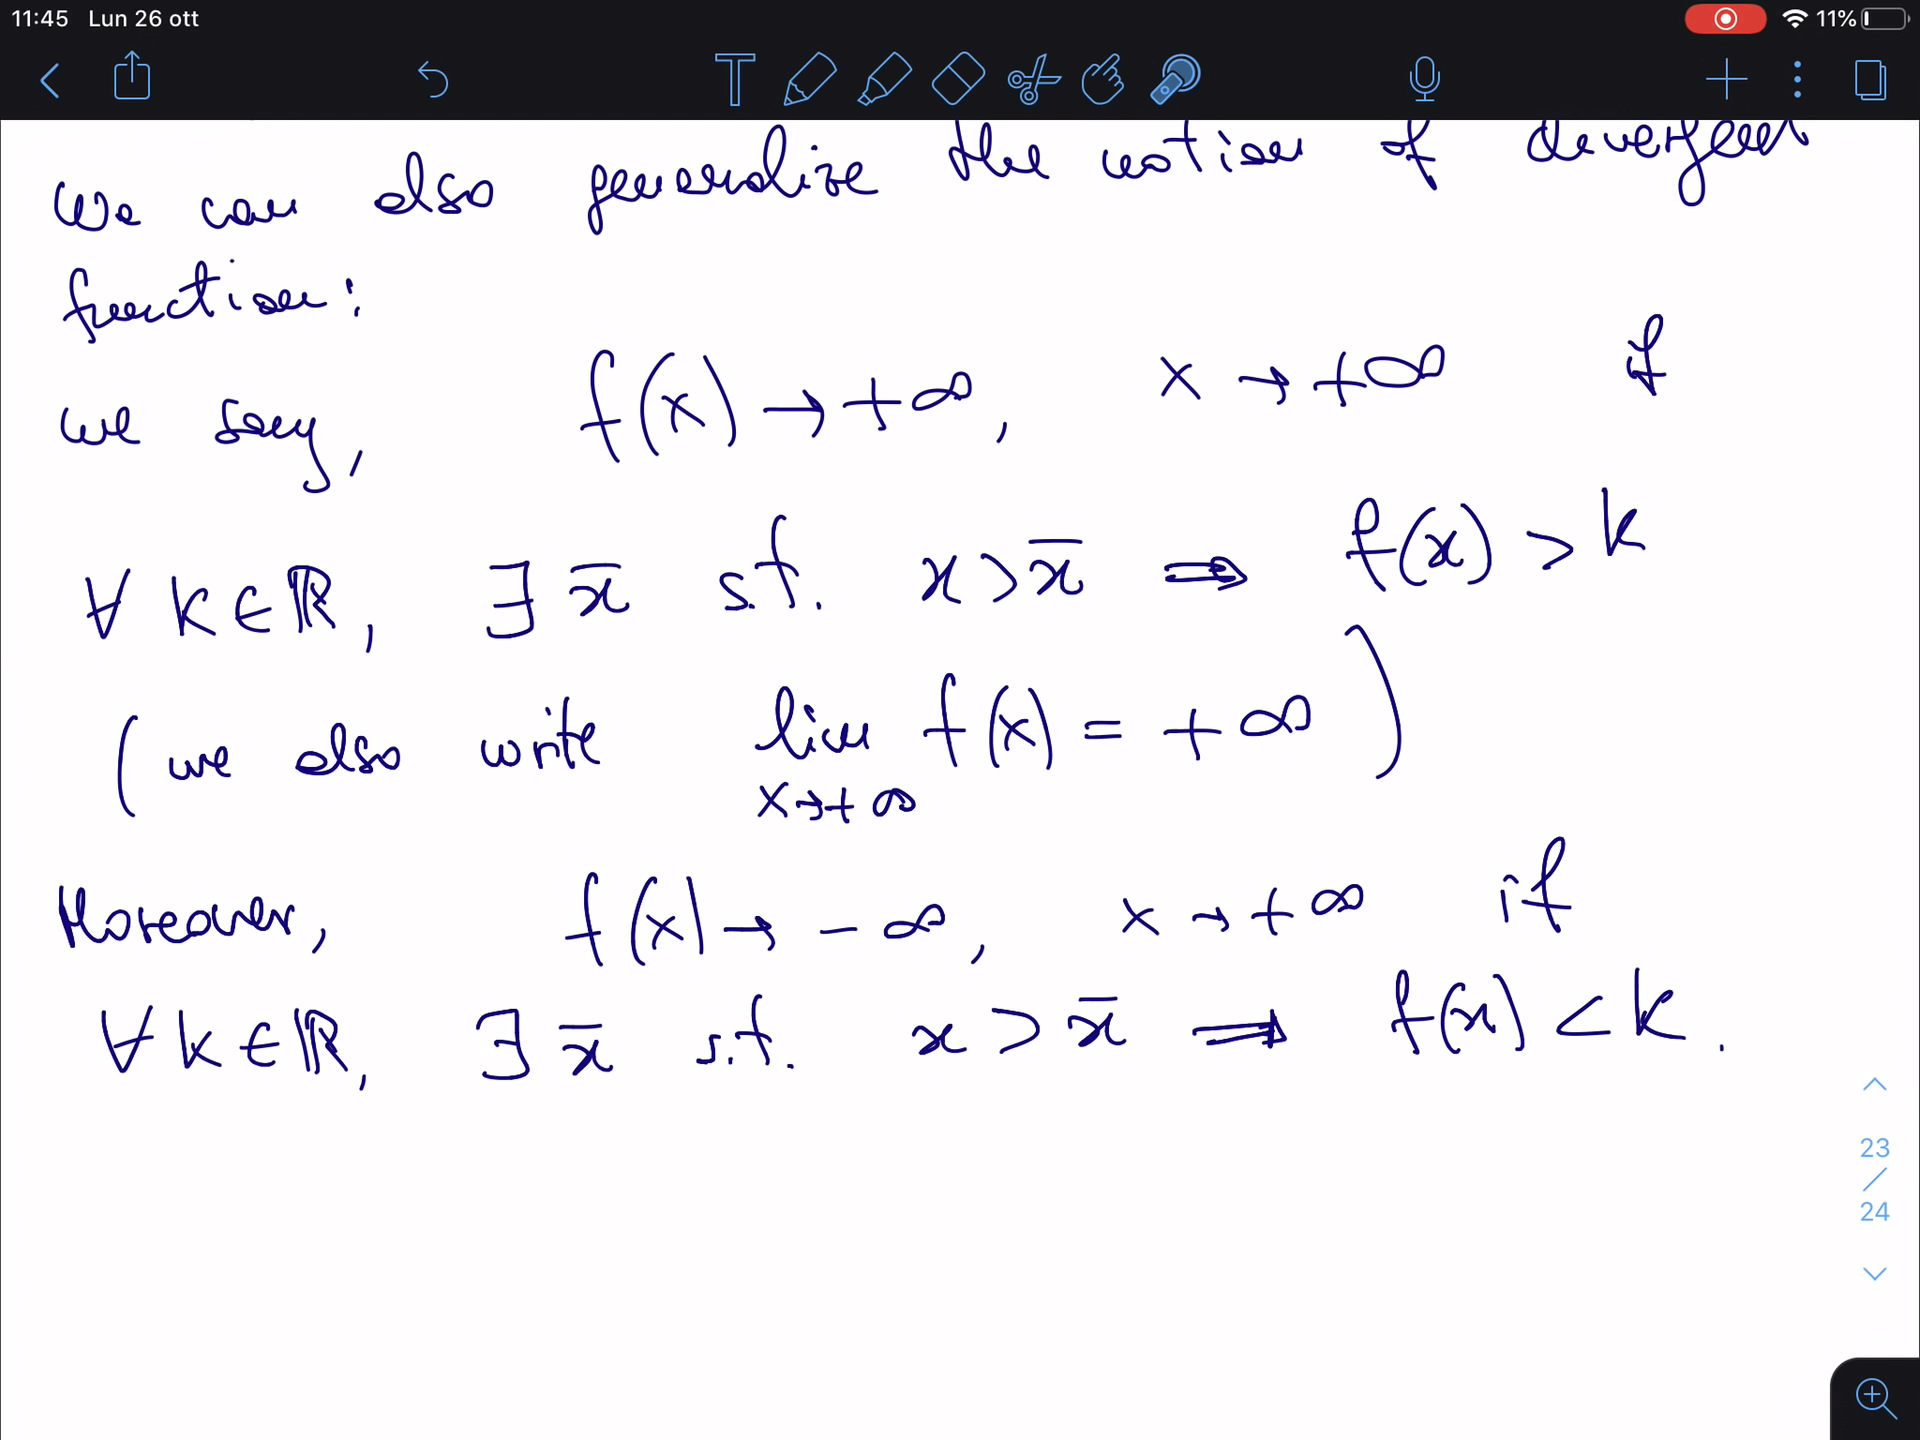 11:45 Lun 26 ott 11%
We can also generalize the notion of divergent
function:
we say, f(x) → +∞, x → +∞ if
∀ k ∈ ℝ, ∃ x̄ s.t. x > x̄ ⇒ f(x) > k
(we also write lim f(x) = +∞)
x→+∞
Moreover, f(x) → -∞, x → +∞ if
∀ k ∈ ℝ, ∃ x̄ s.t. x > x̄ ⇒ f(x) < k.
23
/
24